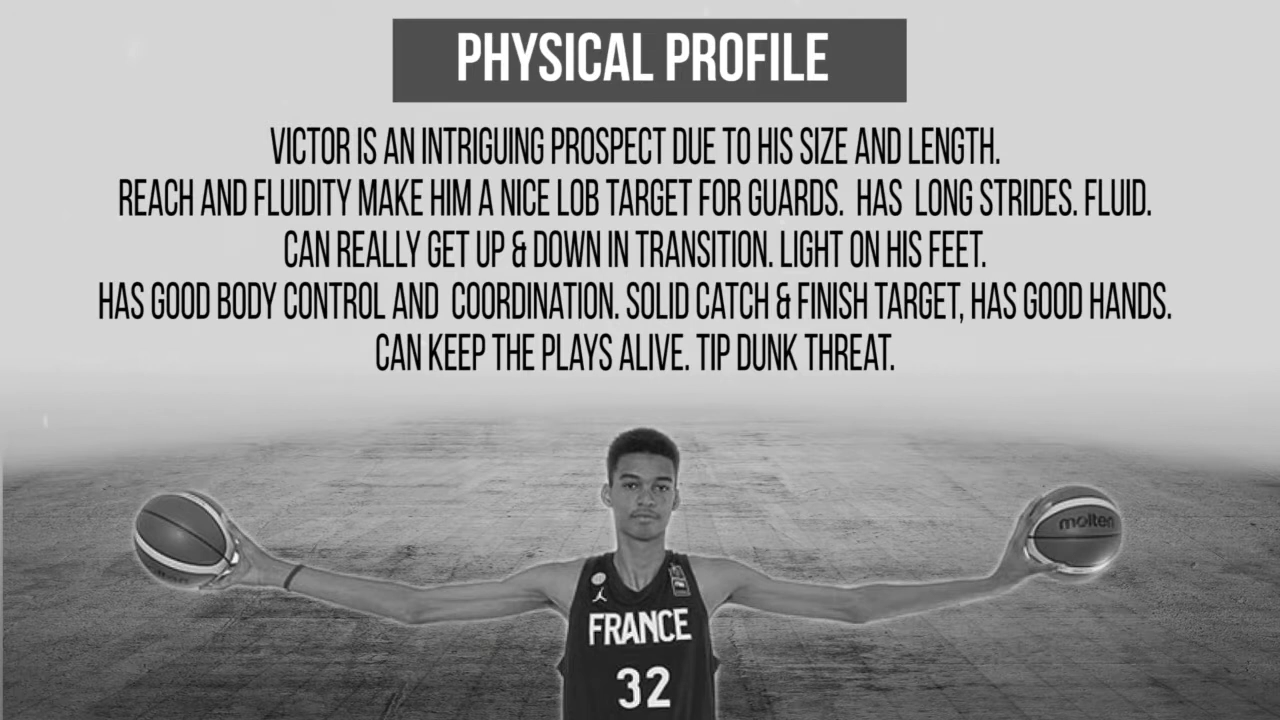 PHYSICAL PROFILE
VICTOR IS AN INTRIGUING PROSPECT DUE TO HIS SIZE AND LENGTH.
REACH AND FLUIDITY MAKE HIM A NICE LOB TARGET FOR GUARDS. HAS LONG STRIDES. FLUID.
CAN REALLY GET UP & DOWN IN TRANSITION. LIGHT ON HIS FEET.
HAS GOOD BODY CONTROL AND COORDINATION. SOLID CATCH & FINISH TARGET, HAS GOOD HANDS.
CAN KEEP THE PLAYS ALIVE. TIP DUNK THREAT.
molten
FRANCE
32